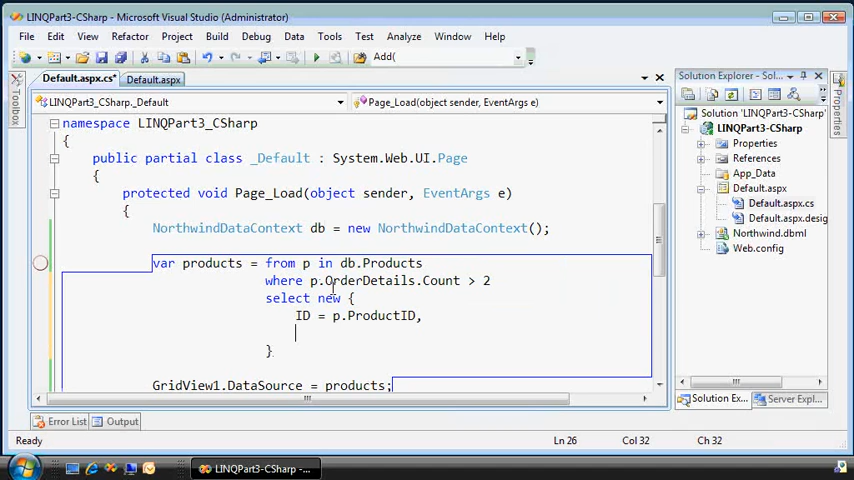 LINQPart3-CSharp - Microsoft Visual Studio (Administrator)
File Edit View Refactor Project Build Debug Data Tools Test Analyze Window Help
Add(
Default.aspx.cs* Default.aspx
LINQPart3_CSharp._Default Page_Load(object sender, EventArgs e)
Toolbox
namespace LINQPart3_CSharp
{
public partial class _Default : System.Web.UI.Page
{
protected void Page_Load(object sender, EventArgs e)
{
NorthwindDataContext db = new NorthwindDataContext();
var products = from p in db.Products
where p.OrderDetails.Count > 2
select new {
ID = p.ProductID,
}
GridView1.DataSource = products;
Solution Explorer - Sol...
Solution 'LINQPart3-CSharp
LINQPart3-CSharp
Properties
References
App_Data
Default.aspx
Default.aspx.cs
Default.aspx.desig
Northwind.dbml
Web.config
Properties
Solution Ex... Server Expl...
Error List Output
Ready Ln 26 Col 32 Ch 32
LINQPart3-CSharp -...